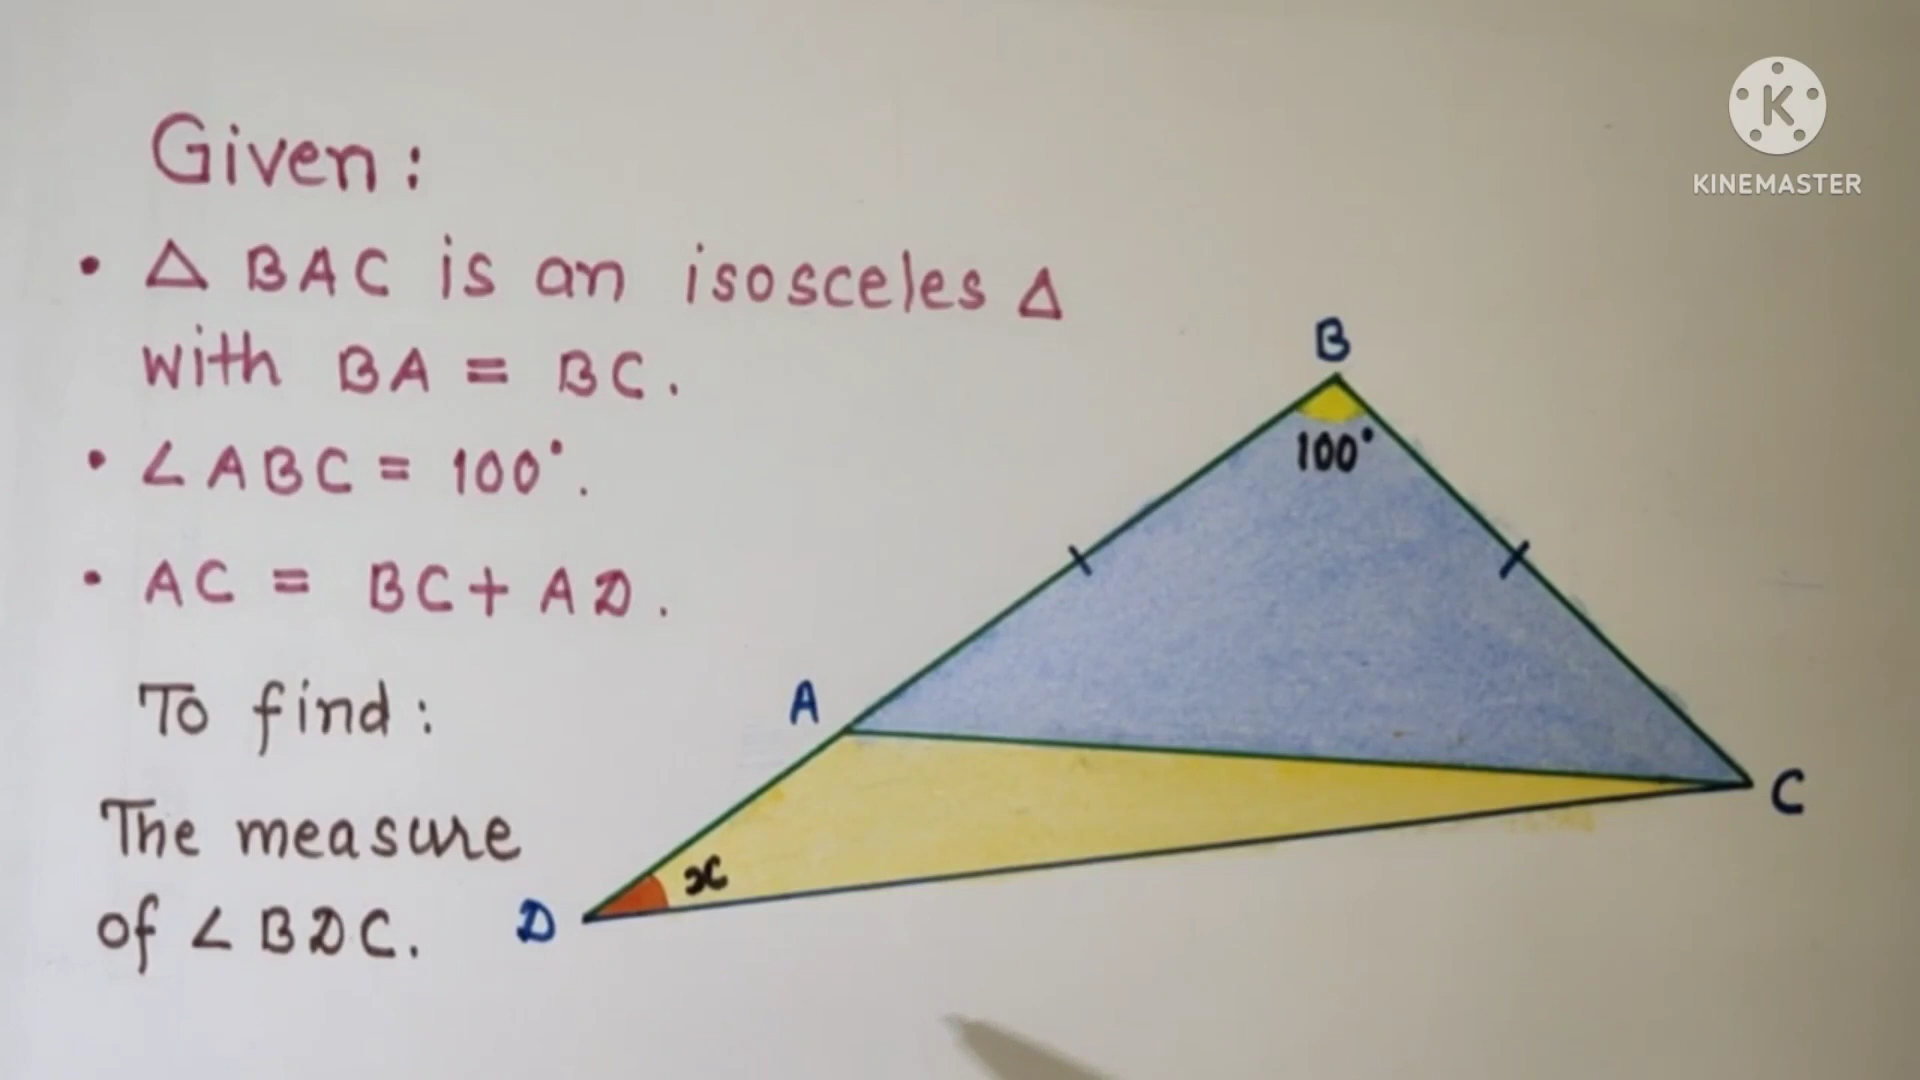 Given:
• △ BAC is an isosceles △
with BA = BC.
• ∠ABC = 100°.
• AC = BC + AD.
To find:
The measure
of ∠BDC.
B
100°
A
C
x
D
K
KINEMASTER